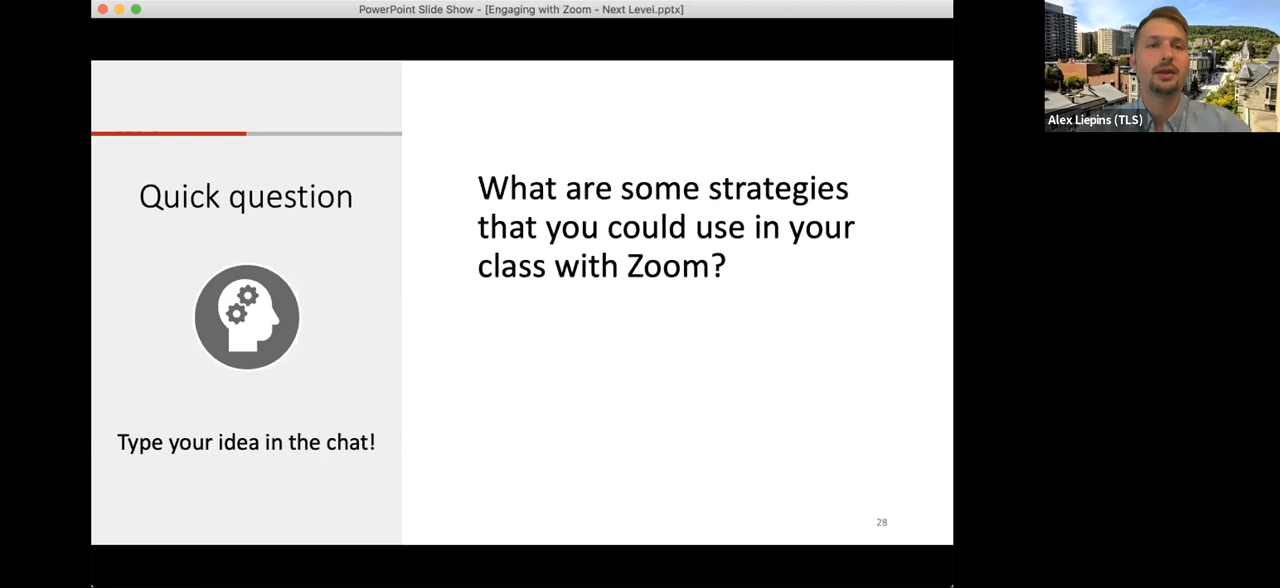 PowerPoint Slide Show - [Engaging with Zoom - Next Level.pptx]
Alex Liepins (TLS)
Quick question
Type your idea in the chat!
What are some strategies
that you could use in your
class with Zoom?
28